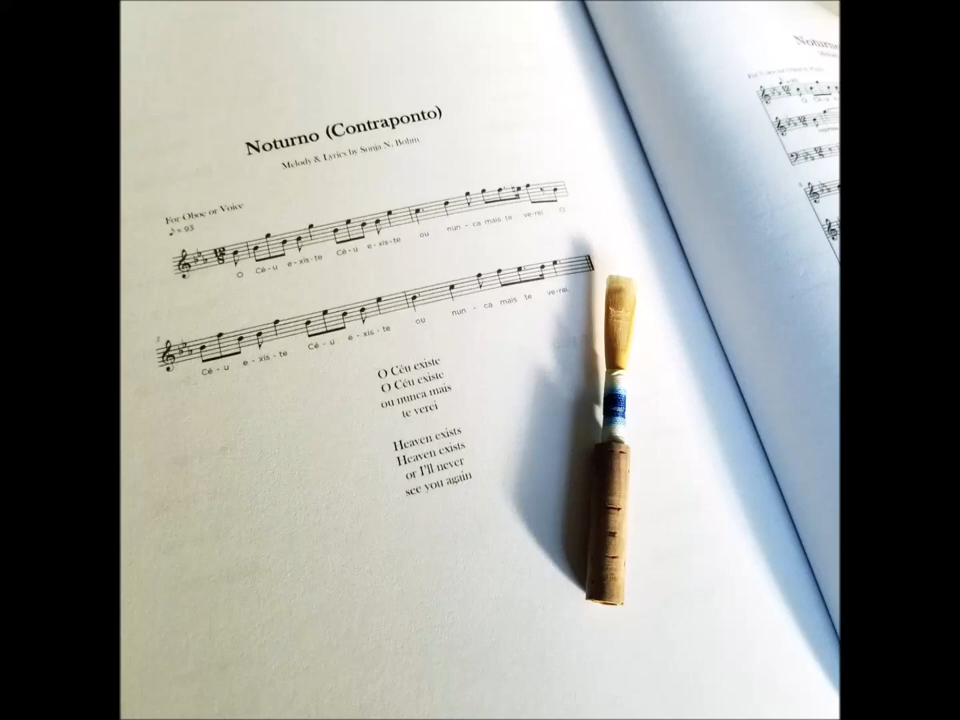 Noturno (Contraponto)
Melody & Lyrics by Sonja N. Bohm
For Oboe or Voice
♪ = 93
O Cé - u e - xis - te Cé - u e - xis - te ou nun - ca mais te ve-rei O
Cé - u e - xis - te Cé - u e - xis - te ou nun - ca mais te ve-rei.
O Céu existe
O Céu existe
ou nunca mais
te verei
Heaven exists
Heaven exists
or I'll never
see you again
Noturno